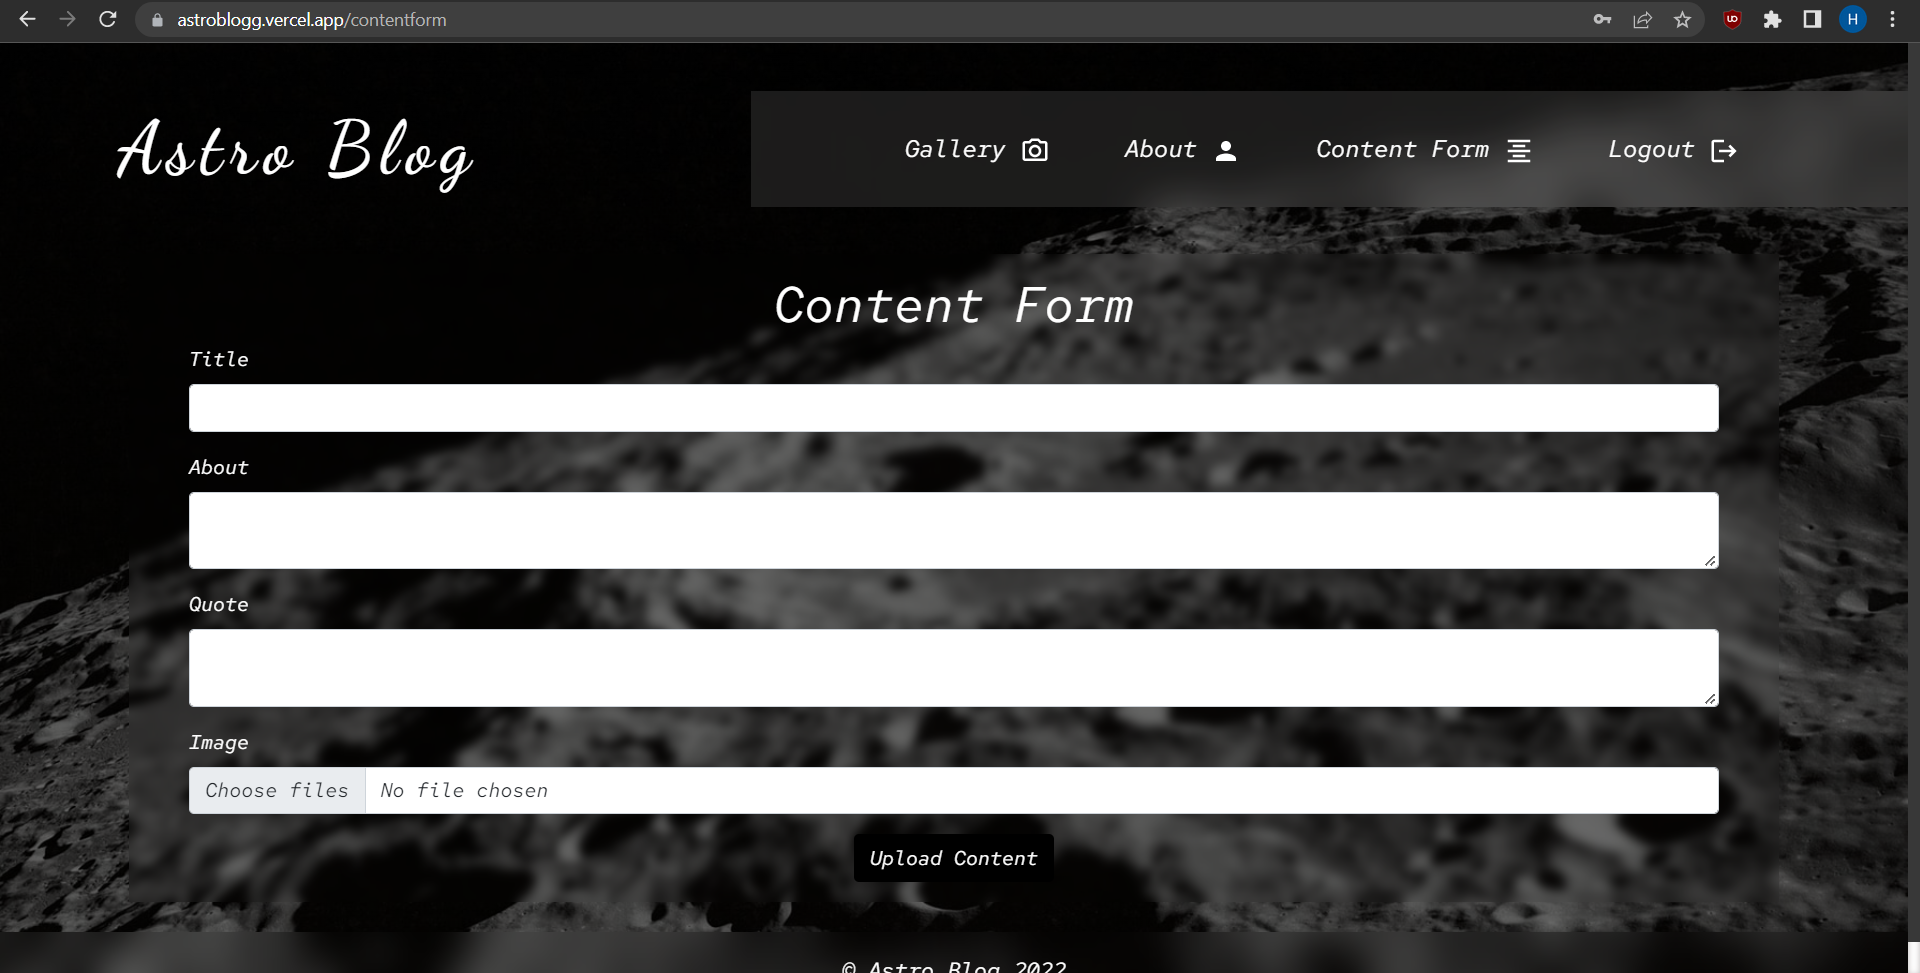 astroblogg.vercel.app/contentform
H
Astro Blog
Gallery
About
Content Form
Logout
Content Form
Title
About
Quote
Image
Choose files No file chosen
Upload Content
© Astro Blog 2022